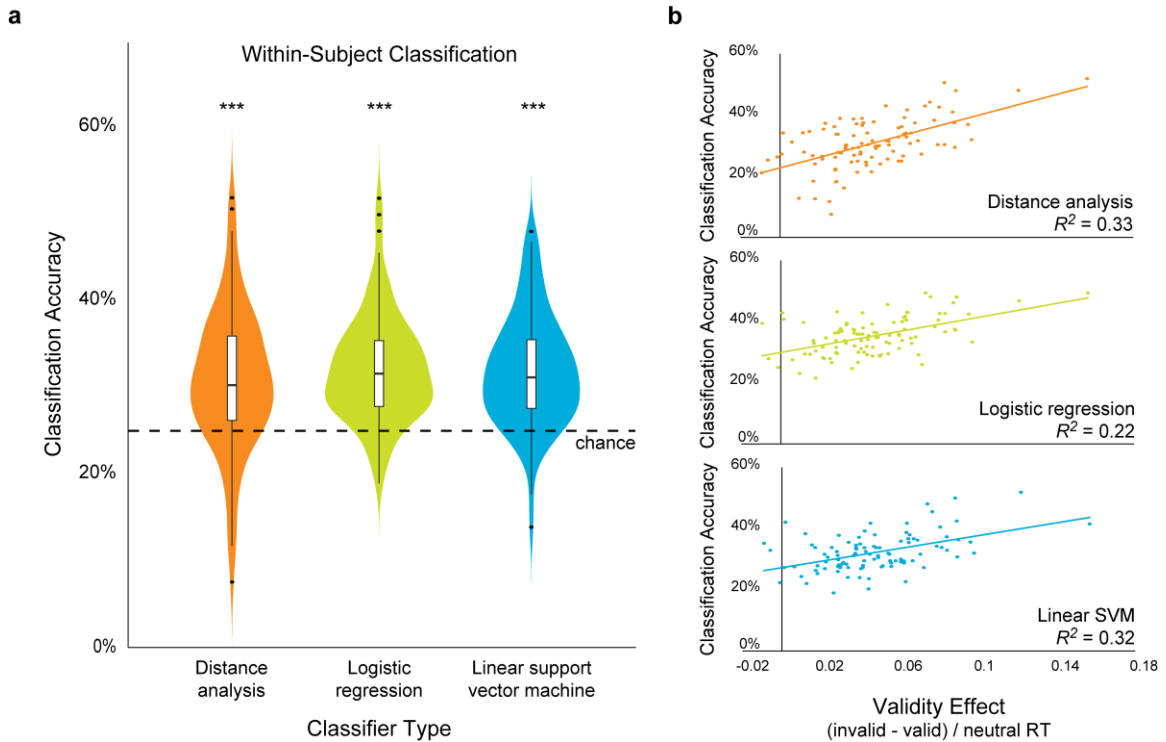 a
Within-Subject Classification
***
***
***
Classification Accuracy
60%
40%
20%
0%
chance
Distance
analysis
Logistic
regression
Linear support
vector machine
Classifier Type
b
Classification Accuracy
60%
40%
20%
0%
Distance analysis
R² = 0.33
Classification Accuracy
60%
40%
20%
0%
Logistic regression
R² = 0.22
Classification Accuracy
60%
40%
20%
0%
Linear SVM
R² = 0.32
-0.02 0.02 0.06 0.1 0.14 0.18
Validity Effect
(invalid - valid) / neutral RT